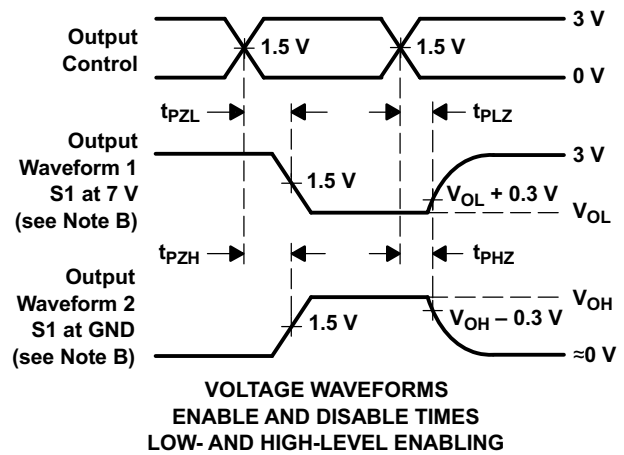 Output
Control
1.5 V
1.5 V
3 V
0 V
tPZL
tPLZ
Output
Waveform 1
S1 at 7 V
(see Note B)
1.5 V
3 V
VOL + 0.3 V
VOL
tPZH
tPHZ
Output
Waveform 2
S1 at GND
(see Note B)
1.5 V
VOH
VOH – 0.3 V
≈0 V
VOLTAGE WAVEFORMS
ENABLE AND DISABLE TIMES
LOW- AND HIGH-LEVEL ENABLING